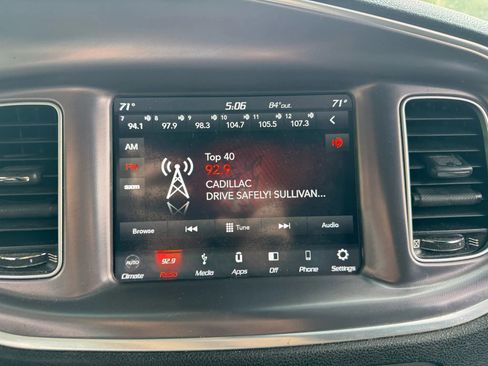 71° 5:06 84°out. 71°
7 8 9 10 11 12
94.1 97.9 98.3 104.7 105.5 107.3
AM
FM
sxm
Top 40
92.9
CADILLAC
DRIVE SAFELY! SULLIVAN...
Browse Tune Audio
AUTO 92.9
Climate Radio Media Apps Off Phone Settings